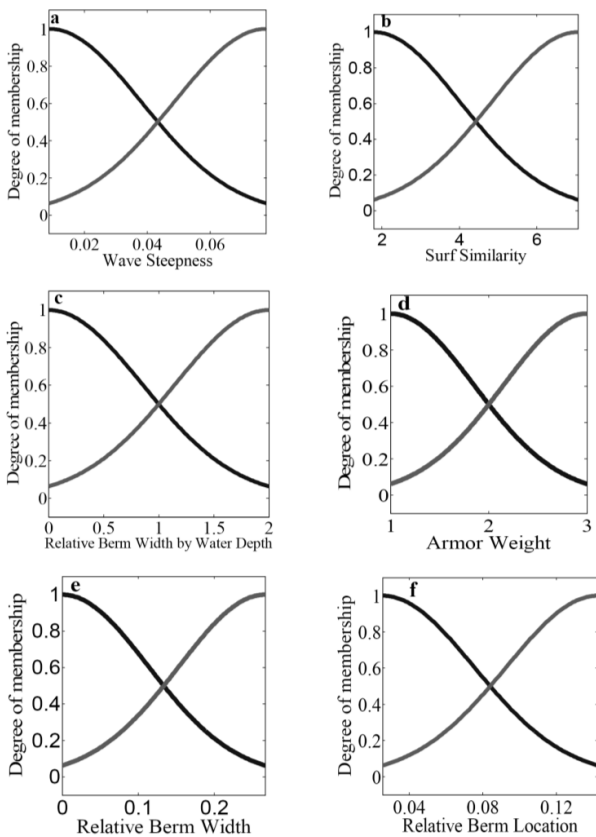 a
Degree of membership
1
0.8
0.6
0.4
0.2
0
0.02 0.04 0.06
Wave Steepness
b
Degree of membership
1
0.8
0.6
0.4
0.2
0
2 4 6
Surf Similarity
c
Degree of membership
1
0.8
0.6
0.4
0.2
0
0 0.5 1 1.5 2
Relative Berm Width by Water Depth
d
Degree of membership
1
0.8
0.6
0.4
0.2
0
1 2 3
Armor Weight
e
Degree of membership
1
0.8
0.6
0.4
0.2
0
0 0.1 0.2
Relative Berm Width
f
Degree of membership
1
0.8
0.6
0.4
0.2
0
0.04 0.08 0.12
Relative Berm Location